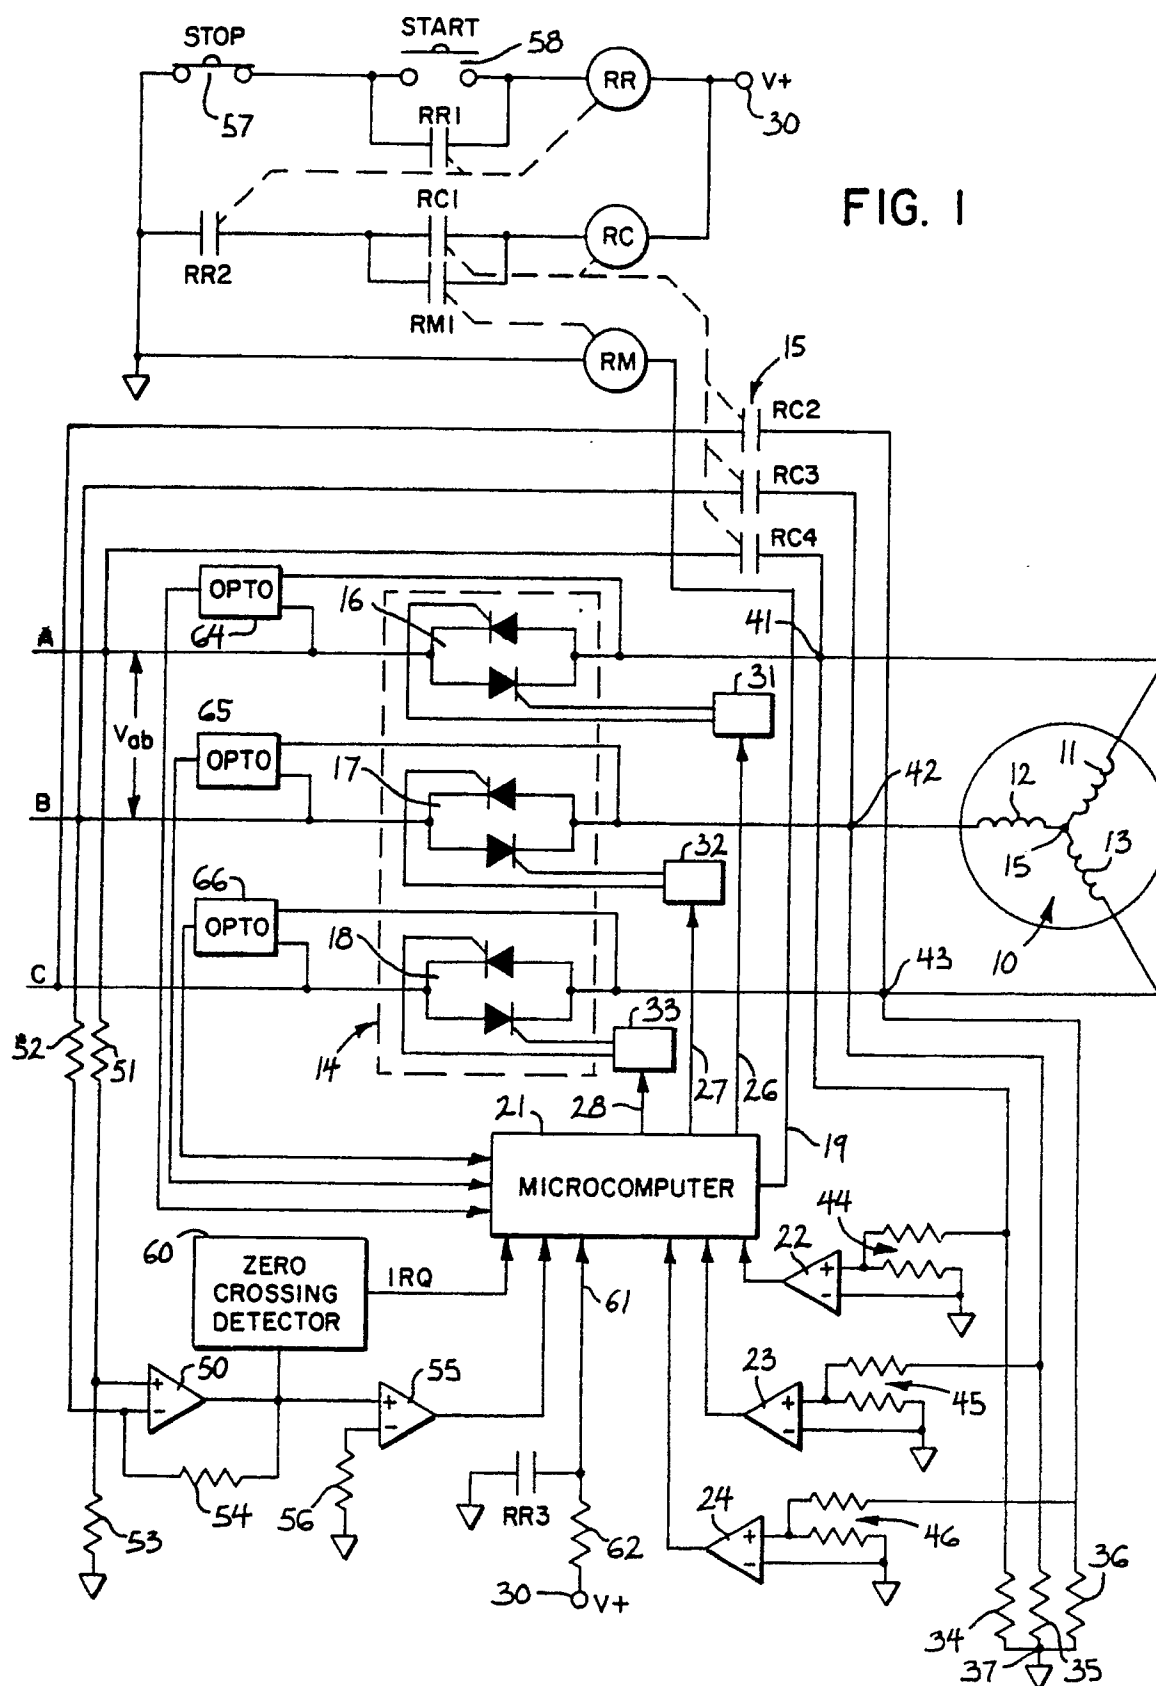 STOP
START
58
57
RR
V+
30
RR1
FIG. 1
RC1
RC
RR2
RM1
RM
15
RC2
RC3
RC4
OPTO
64
16
41
A
31
65
Vab
OPTO
17
42
12
11
B
32
15
13
66
OPTO
18
43
10
C
33
52
51
14
27
26
28
21
19
MICROCOMPUTER
44
60
ZERO
CROSSING
DETECTOR
IRQ
61
22
+
-
50
+
-
55
+
-
23
+
-
45
54
56
RR3
53
62
24
+
-
46
36
30
V+
34
37
35